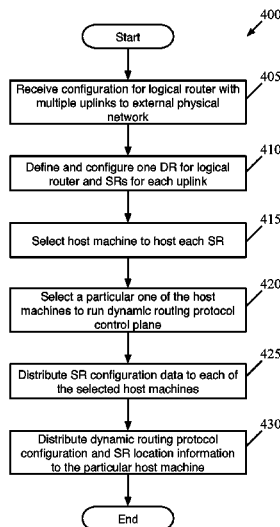 400
Start
405
Receive configuration for logical router with
multiple uplinks to external physical
network
410
Define and configure one DR for logical
router and SRs for each uplink
415
Select host machine to host each SR
420
Select a particular one of the host
machines to run dynamic routing protocol
control plane
425
Distribute SR configuration data to each of
the selected host machines
430
Distribute dynamic routing protocol
configuration and SR location information
to the particular host machine
End